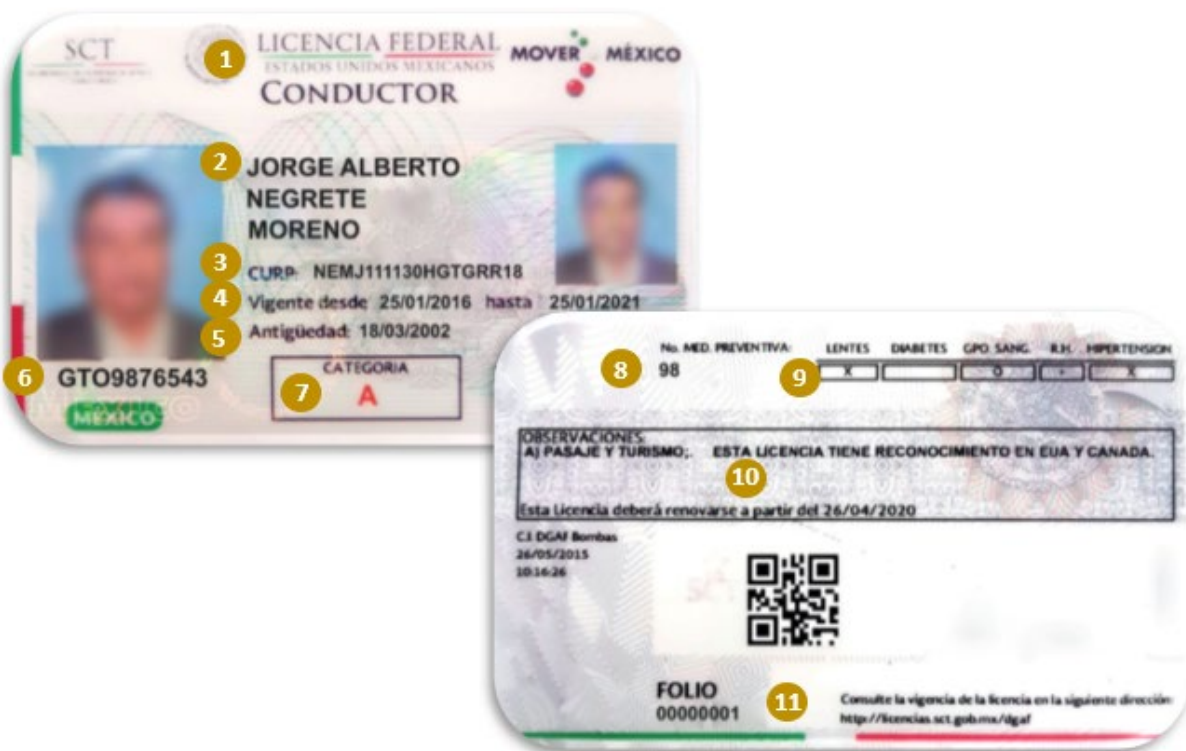 SCT
1
LICENCIA FEDERAL
ESTADOS UNIDOS MEXICANOS
CONDUCTOR
MOVER MÉXICO
2
JORGE ALBERTO
NEGRETE
MORENO
3
CURP: NEMJ111130HGTGRR18
4
Vigente desde 25/01/2016 hasta 25/01/2021
5
Antigüedad: 18/03/2002
6
GTO9876543
MEXICO
7
CATEGORIA
A
8
No. MED. PREVENTIVA:
98
9
LENTES DIABETES GPO. SANG. R.H. HIPERTENSION
X O - X
OBSERVACIONES:
A) PASAJE Y TURISMO;. ESTA LICENCIA TIENE RECONOCIMIENTO EN EUA Y CANADA.
10
Esta Licencia deberá renovarse a partir del 26/04/2020
C.I. DGAF Bombas
26/05/2015
10:16:26
FOLIO
00000001
11
Consulte la vigencia de la licencia en la siguiente dirección:
http://licencias.sct.gob.mx/dgaf